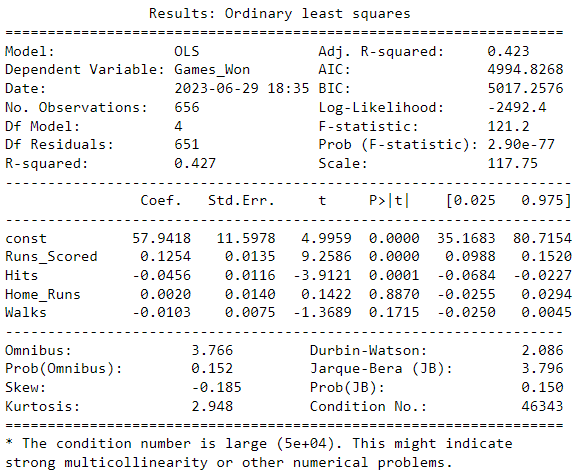 Results: Ordinary least squares
==================================================================
Model:              OLS              Adj. R-squared:     0.423
Dependent Variable: Games_Won        AIC:                4994.8268
Date:               2023-06-29 18:35 BIC:                5017.2576
No. Observations:   656              Log-Likelihood:     -2492.4
Df Model:           4                F-statistic:        121.2
Df Residuals:       651              Prob (F-statistic): 2.90e-77
R-squared:          0.427            Scale:              117.75
------------------------------------------------------------------
Coef.   Std.Err.    t    P>|t|    [0.025   0.975]
------------------------------------------------------------------
const          57.9418   11.5978   4.9959  0.0000  35.1683  80.7154
Runs_Scored     0.1254    0.0135   9.2586  0.0000   0.0988   0.1520
Hits           -0.0456    0.0116  -3.9121  0.0001  -0.0684  -0.0227
Home_Runs       0.0020    0.0140   0.1422  0.8870  -0.0255   0.0294
Walks          -0.0103    0.0075  -1.3689  0.1715  -0.0250   0.0045
------------------------------------------------------------------
Omnibus:              3.766        Durbin-Watson:           2.086
Prob(Omnibus):        0.152        Jarque-Bera (JB):        3.796
Skew:                 -0.185       Prob(JB):                0.150
Kurtosis:             2.948        Condition No.:           46343
==================================================================
* The condition number is large (5e+04). This might indicate
strong multicollinearity or other numerical problems.